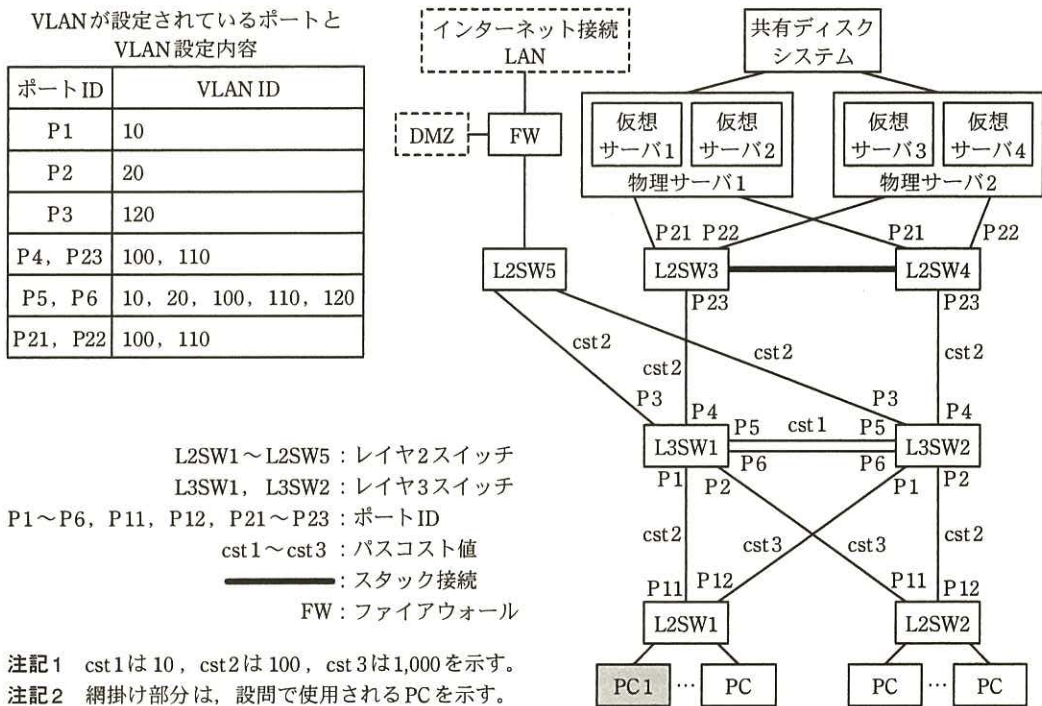 VLANが設定されているポートと
VLAN設定内容
ポートID VLAN ID
P1 10
P2 20
P3 120
P4, P23 100, 110
P5, P6 10, 20, 100, 110, 120
P21, P22 100, 110
インターネット接続
LAN
共有ディスク
システム
DMZ
FW
仮想
サーバ1
仮想
サーバ2
仮想
サーバ3
仮想
サーバ4
物理サーバ1
物理サーバ2
P21 P22
P21
P22
L2SW5
L2SW3
L2SW4
P23
P23
cst2
cst2
cst2
cst2
P3
P4
P3
P4
P5 cst1 P5
L3SW1
L3SW2
P6
P6
P1
P2
P1
P2
cst2
cst3
cst3
cst2
P11
P12
P11
P12
L2SW1
L2SW2
PC1 … PC
PC … PC
L2SW1〜L2SW5:レイヤ2スイッチ
L3SW1, L3SW2:レイヤ3スイッチ
P1〜P6, P11, P12, P21〜P23:ポートID
cst1〜cst3:パスコスト値
:スタック接続
FW:ファイアウォール
注記1 cst1は10,cst2は100,cst3は1,000を示す。
注記2 網掛け部分は,設問で使用されるPCを示す。